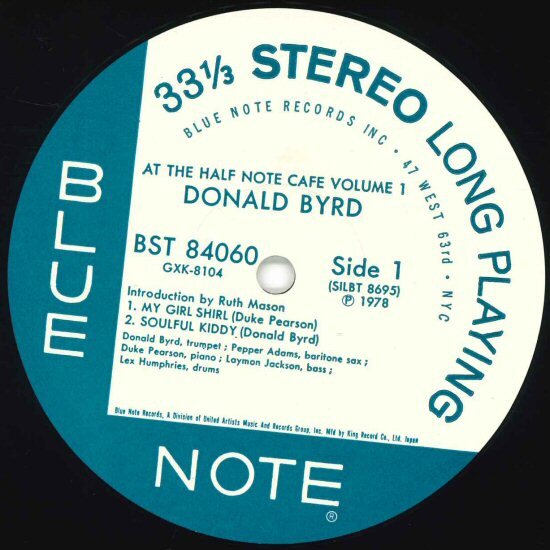 33⅓ STEREO LONG PLAYING
BLUE NOTE RECORDS INC • 47 WEST 63rd • NYC
AT THE HALF NOTE CAFE VOLUME 1
DONALD BYRD
BST 84060
GXK-8104
Side 1
(SILBT 8695)
Ⓟ 1978
Introduction by Ruth Mason
1. MY GIRL SHIRL (Duke Pearson)
2. SOULFUL KIDDY (Donald Byrd)
Donald Byrd, trumpet ; Pepper Adams, baritone sax ;
Duke Pearson, piano ; Laymon Jackson, bass ;
Lex Humphries, drums
Blue Note Records, A Division of United Artists Music And Records Group, Inc. Mfd by King Record Co., Ltd. Japan
BLUE
NOTE
®